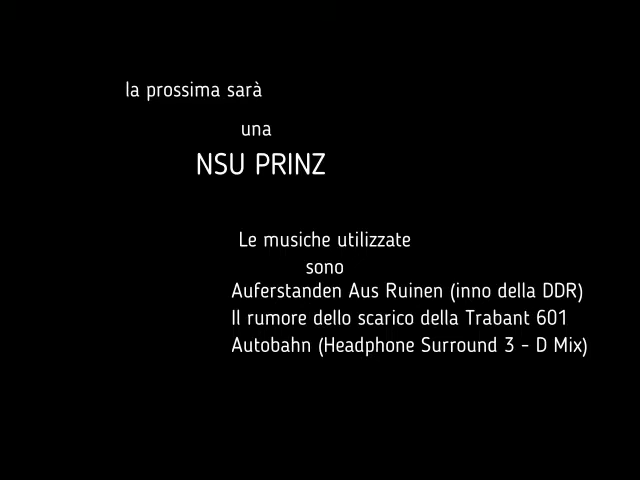 la prossima sarà
una
NSU PRINZ
Le musiche utilizzate
sono
Auferstanden Aus Ruinen (inno della DDR)
Il rumore dello scarico della Trabant 601
Autobahn (Headphone Surround 3 - D Mix)